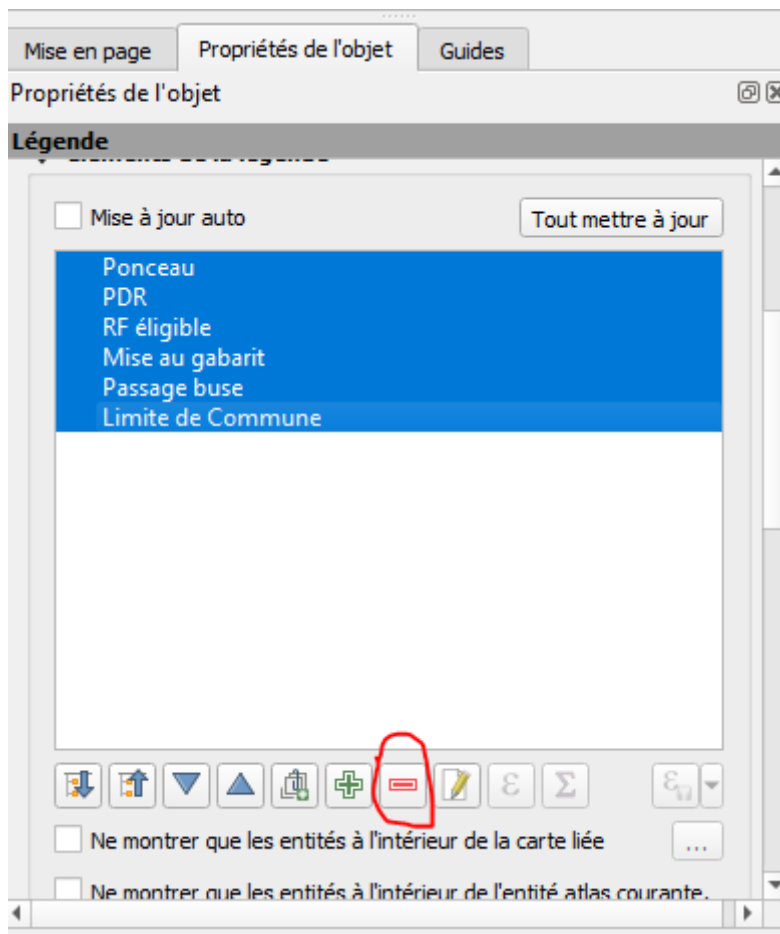 Mise en page
Propriétés de l'objet
Guides
Propriétés de l'objet
Légende
Mise à jour auto
Tout mettre à jour
Ponceau
PDR
RF éligible
Mise au gabarit
Passage buse
Limite de Commune
ε
Σ
ε
Ne montrer que les entités à l'intérieur de la carte liée
...
Ne montrer que les entités à l'intérieur de l'entité atlas courante.